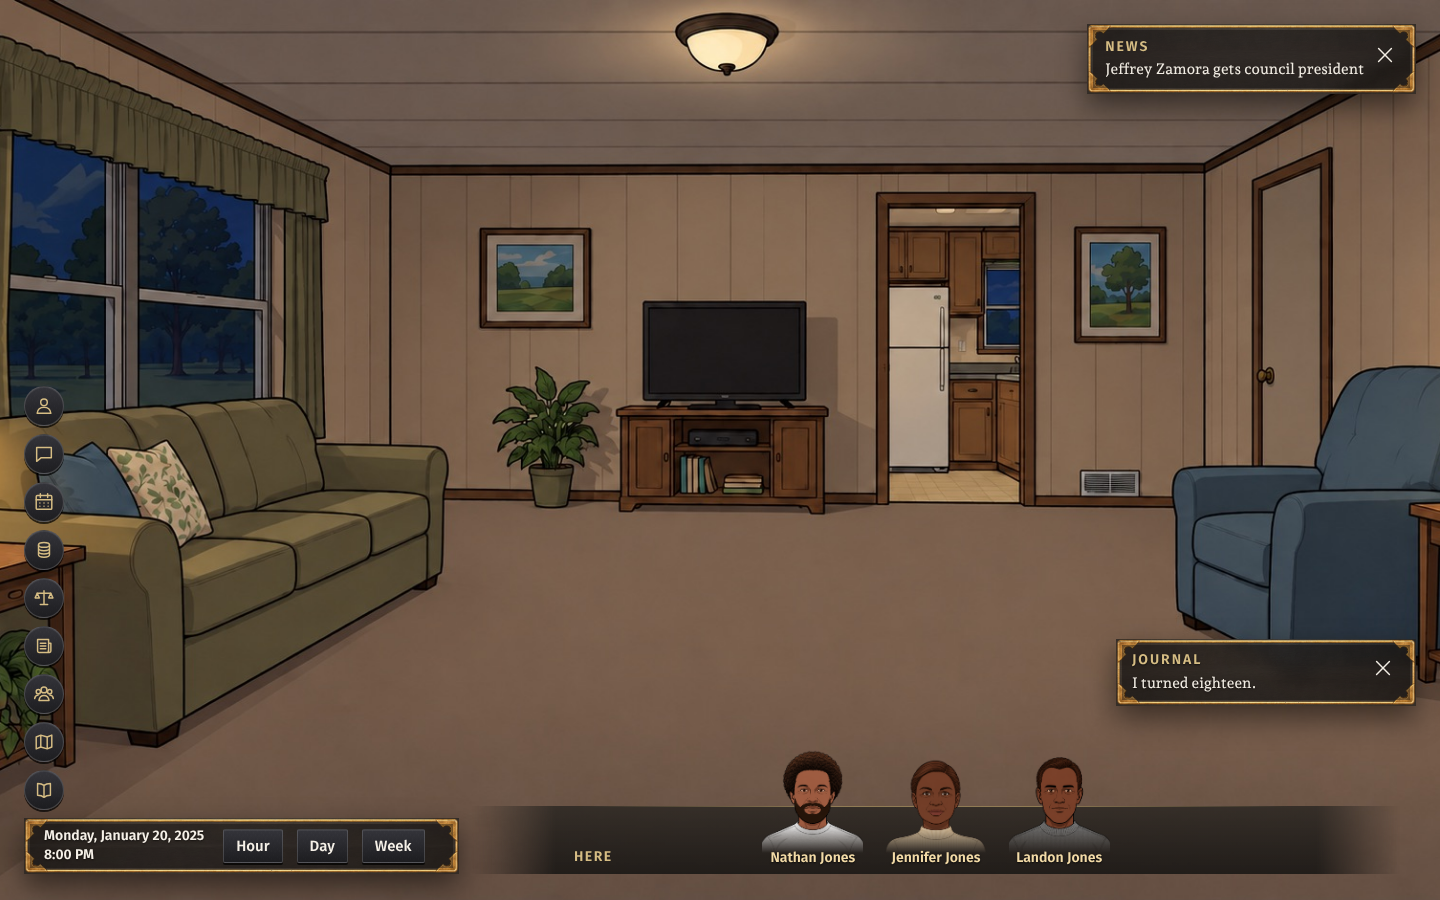 NEWS
Jeffrey Zamora gets council president
JOURNAL
I turned eighteen.
Monday, January 20, 2025
8:00 PM
Hour
Day
Week
HERE
Nathan Jones
Jennifer Jones
Landon Jones